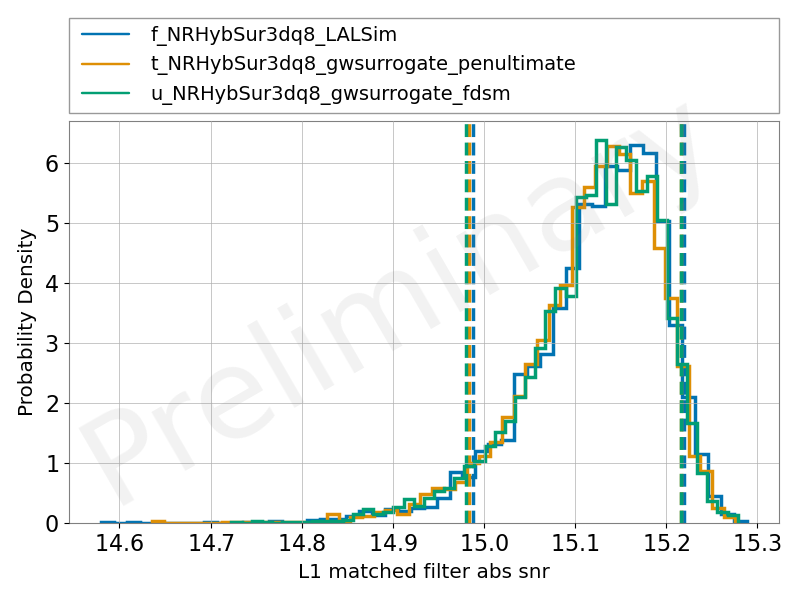 f_NRHybSur3dq8_LALSim
t_NRHybSur3dq8_gwsurrogate_penultimate
u_NRHybSur3dq8_gwsurrogate_fdsm
Preliminary
Probability Density
6
5
4
3
2
1
0
14.6 14.7 14.8 14.9 15.0 15.1 15.2 15.3
L1 matched filter abs snr